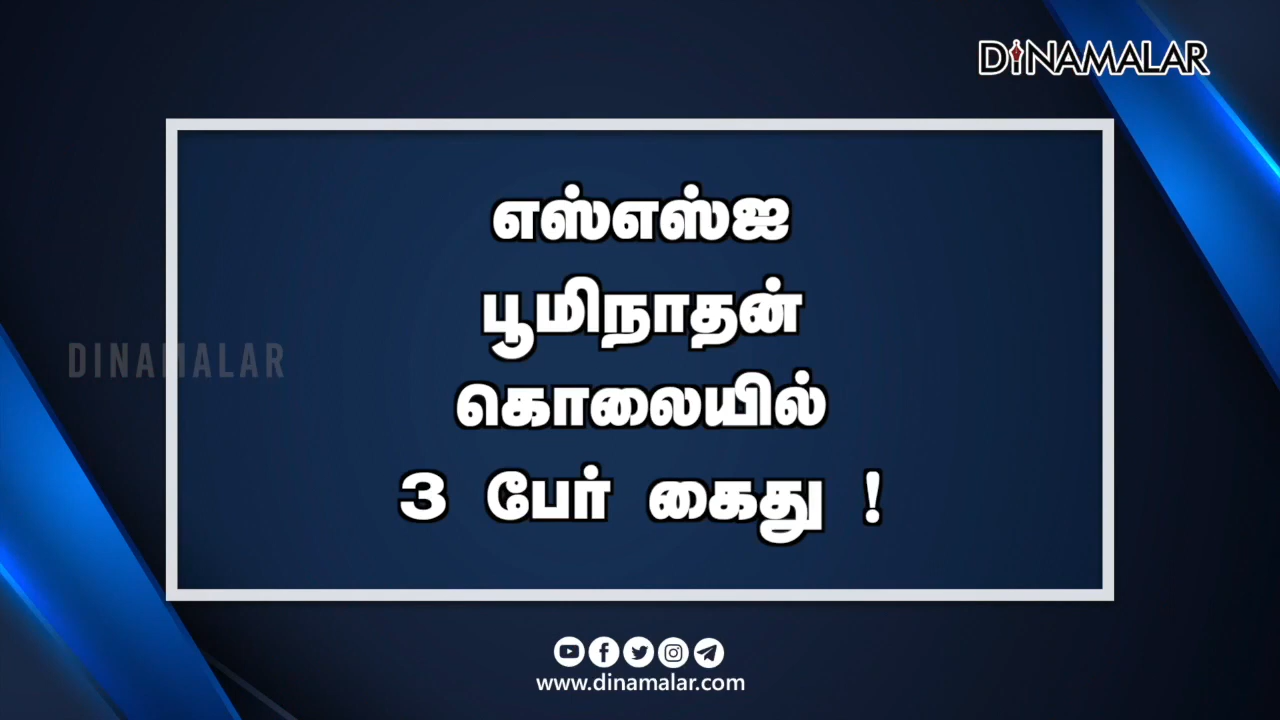 DINAMALAR
எஸ்எஸ்ஐ
பூமிநாதன்
DINAMALAR
கொலையில்
3 பேர் கைது !
www.dinamalar.com